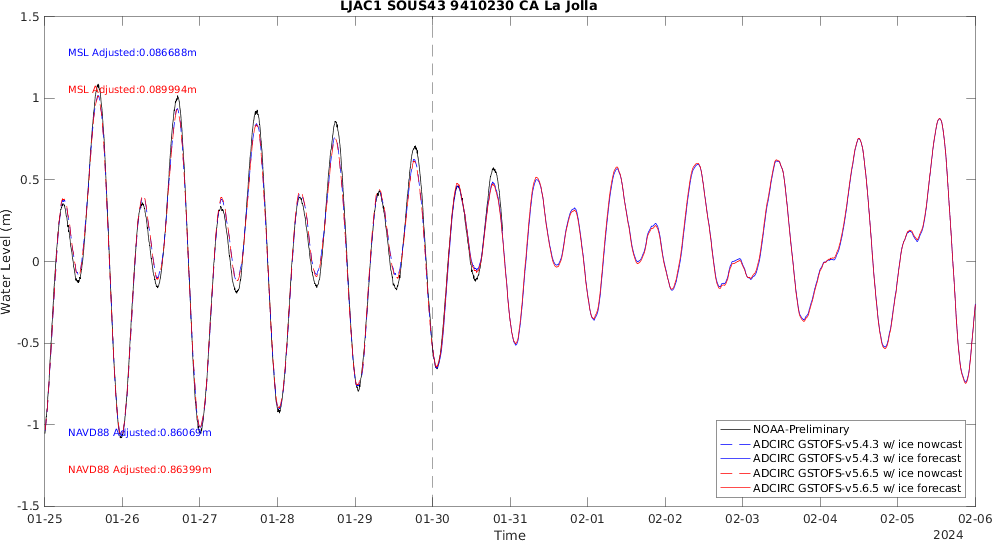 LJAC1 SOUS43 9410230 CA La Jolla
1.5
MSL Adjusted:0.086688m
MSL Adjusted:0.089994m
1
0.5
0
-0.5
-1
-1.5
Water Level (m)
NAVD88 Adjusted:0.86069m
NAVD88 Adjusted:0.86399m
NOAA-Preliminary
ADCIRC GSTOFS-v5.4.3 w/ ice nowcast
ADCIRC GSTOFS-v5.4.3 w/ ice forecast
ADCIRC GSTOFS-v5.6.5 w/ ice nowcast
ADCIRC GSTOFS-v5.6.5 w/ ice forecast
01-25 01-26 01-27 01-28 01-29 01-30 01-31 02-01 02-02 02-03 02-04 02-05 02-06
Time
2024